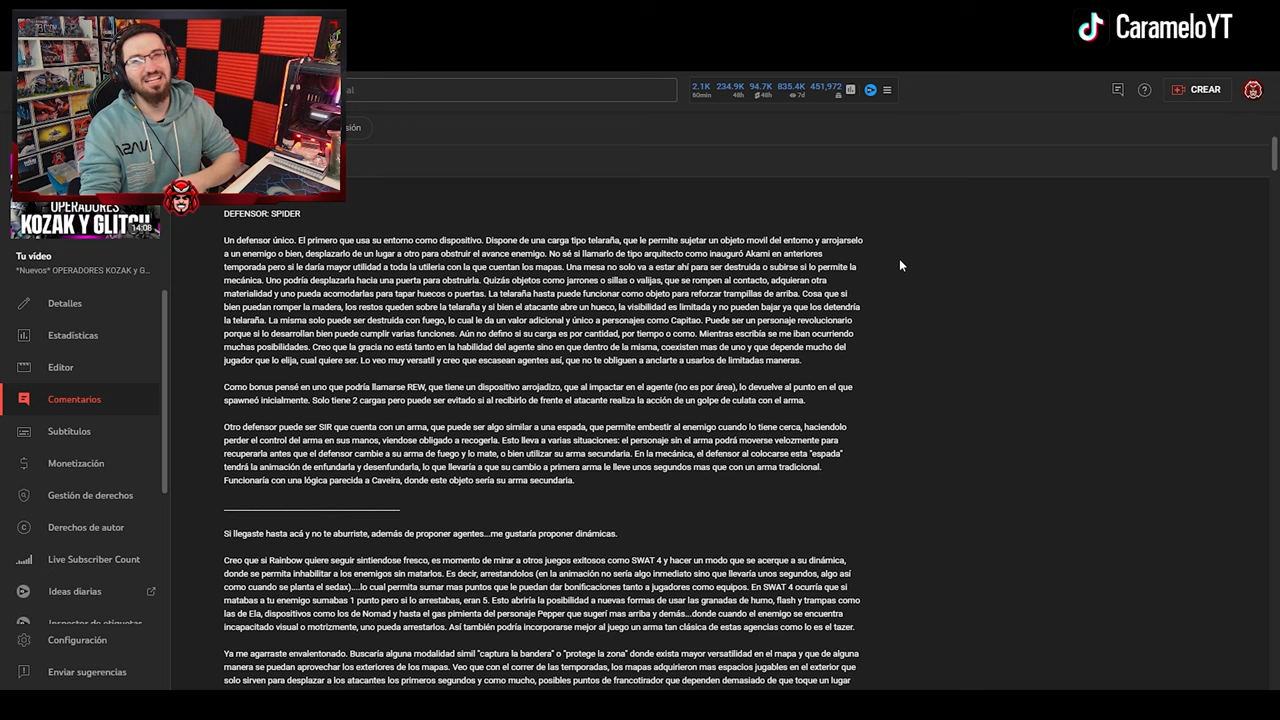 CarameloYT
al
2.1K 234.9K 94.7K 835.4K 451,972
60min 48h 48h 7d
CREAR
sión
OPERADORES
KOZAK Y GLITCH
14:08
Tu vídeo
*Nuevos* OPERADORES KOZAK y G...
Detalles
Estadísticas
Editor
Comentarios
Subtítulos
Monetización
Gestión de derechos
Derechos de autor
Live Subscriber Count
Ideas diarias
Inspector de etiquetas
Configuración
Enviar sugerencias
DEFENSOR: SPIDER
Un defensor único. El primero que usa su entorno como dispositivo. Dispone de una carga tipo telaraña, que le permite sujetar un objeto movil del entorno y arrojarselo
a un enemigo o bien, desplazarlo de un lugar a otro para obstruir el avance enemigo. No sé si llamarlo de tipo arquitecto como inauguró Akami en anteriores
temporada pero si le daría mayor utilidad a toda la utileria con la que cuentan los mapas. Una mesa no solo va a estar ahí para ser destruida o subirse si lo permite la
mecánica. Uno podría desplazarla hacia una puerta para obstruirla. Quizás objetos como jarrones o sillas o valijas, que se rompen al contacto, adquieran otra
materialidad y uno pueda acomodarlas para tapar huecos o puertas. La telaraña hasta puede funcionar como objeto para reforzar trampillas de arriba. Cosa que si
bien puedan romper la madera, los restos queden sobre la telaraña y si bien el atacante abre un hueco, la visibilidad es limitada y no pueden bajar ya que los detendría
la telaraña. La misma solo puede ser destruida con fuego, lo cual le da un valor adicional y único a personajes como Capitao. Puede ser un personaje revolucionario
porque si lo desarrollan bien puede cumplir varias funciones. Aún no defino si su carga es por cantidad, por tiempo o como. Mientras escribía se me iban ocurriendo
muchas posibilidades. Creo que la gracia no está tanto en la habilidad del agente sino en que dentro de la misma, coexisten mas de uno y que depende mucho del
jugador que lo elija, cual quiere ser. Lo veo muy versatil y creo que escasean agentes así, que no te obliguen a anclarte a usarlos de limitadas maneras.
Como bonus pensé en uno que podría llamarse REW, que tiene un dispositivo arrojadizo, que al impactar en el agente (no es por área), lo devuelve al punto en el que
spawneó inicialmente. Solo tiene 2 cargas pero puede ser evitado si al recibirlo de frente el atacante realiza la acción de un golpe de culata con el arma.
Otro defensor puede ser SIR que cuenta con un arma, que puede ser algo similar a una espada, que permite embestir al enemigo cuando lo tiene cerca, haciendolo
perder el control del arma en sus manos, viendose obligado a recogerla. Esto lleva a varias situaciones: el personaje sin el arma podrá moverse velozmente para
recuperarla antes que el defensor cambie a su arma de fuego y lo mate, o bien utilizar su arma secundaria. En la mecánica, el defensor al colocarse esta "espada"
tendrá la animación de enfundarla y desenfundarla, lo que llevaría a que su cambio a primera arma le lleve unos segundos mas que con un arma tradicional.
Funcionaría con una lógica parecida a Caveira, donde este objeto sería su arma secundaria.
Si llegaste hasta acá y no te aburriste, además de proponer agentes...me gustaría proponer dinámicas.
Creo que si Rainbow quiere seguir sintiendose fresco, es momento de mirar a otros juegos exitosos como SWAT 4 y hacer un modo que se acerque a su dinámica,
donde se permita inhabilitar a los enemigos sin matarlos. Es decir, arrestandolos (en la animación no sería algo inmediato sino que llevaría unos segundos, algo así
como cuando se planta el sedax)....lo cual permita sumar mas puntos que le puedan dar bonificaciones tanto a jugadores como equipos. En SWAT 4 ocurría que si
matabas a tu enemigo sumabas 1 punto pero si lo arrestabas, eran 5. Esto abriría la posibilidad a nuevas formas de usar las granadas de humo, flash y trampas como
las de Ela, dispositivos como los de Nomad y hasta el gas pimienta del personaje Pepper que sugerí mas arriba y demás...donde cuando el enemigo se encuentra
incapacitado visual o motrizmente, uno pueda arrestarlos. Así también podría incorporarse mejor al juego un arma tan clásica de estas agencias como lo es el tazer.
Ya me agarraste envalentonado. Buscaría alguna modalidad simil "captura la bandera" o "protege la zona" donde exista mayor versatilidad en el mapa y que de alguna
manera se puedan aprovechar los exteriores de los mapas. Veo que con el correr de las temporadas, los mapas adquirieron mas espacios jugables en el exterior que
solo sirven para desplazar a los atacantes los primeros segundos y como mucho, posibles puntos de francotirador que dependen demasiado de que toque un lugar